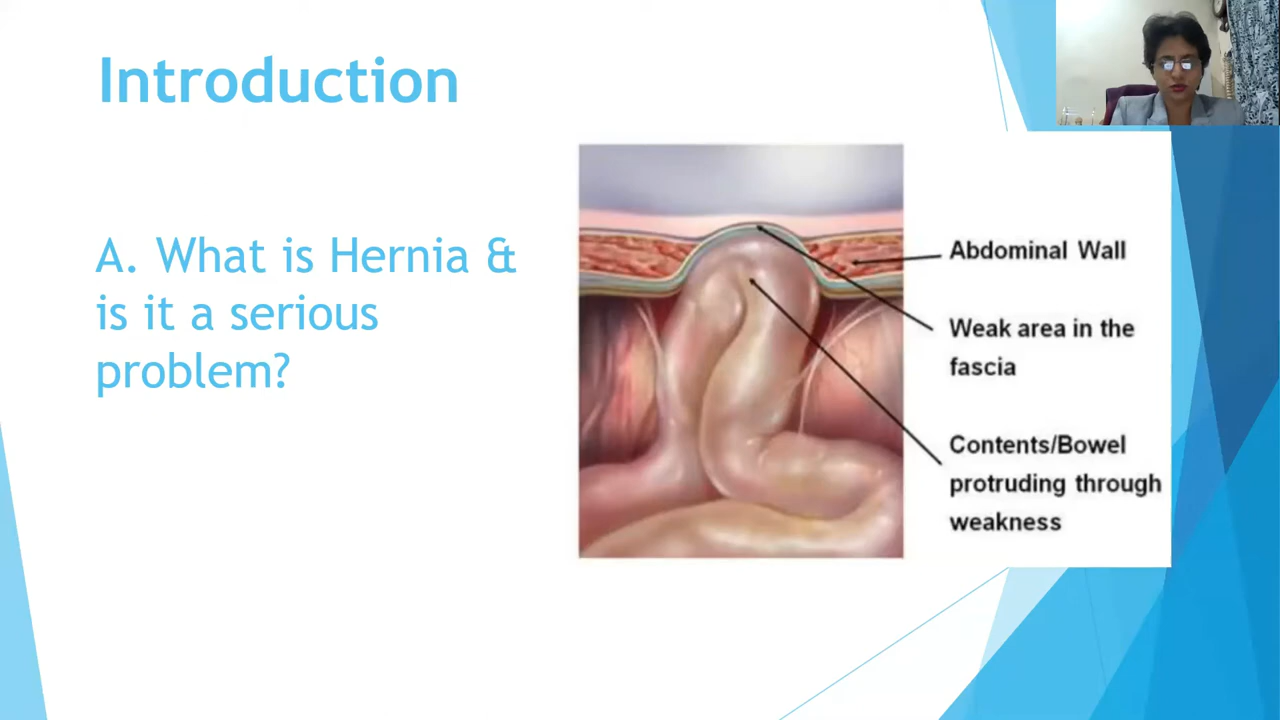 Introduction
A. What is Hernia &
is it a serious
problem?
Abdominal Wall
Weak area in the
fascia
Contents/Bowel
protruding through
weakness